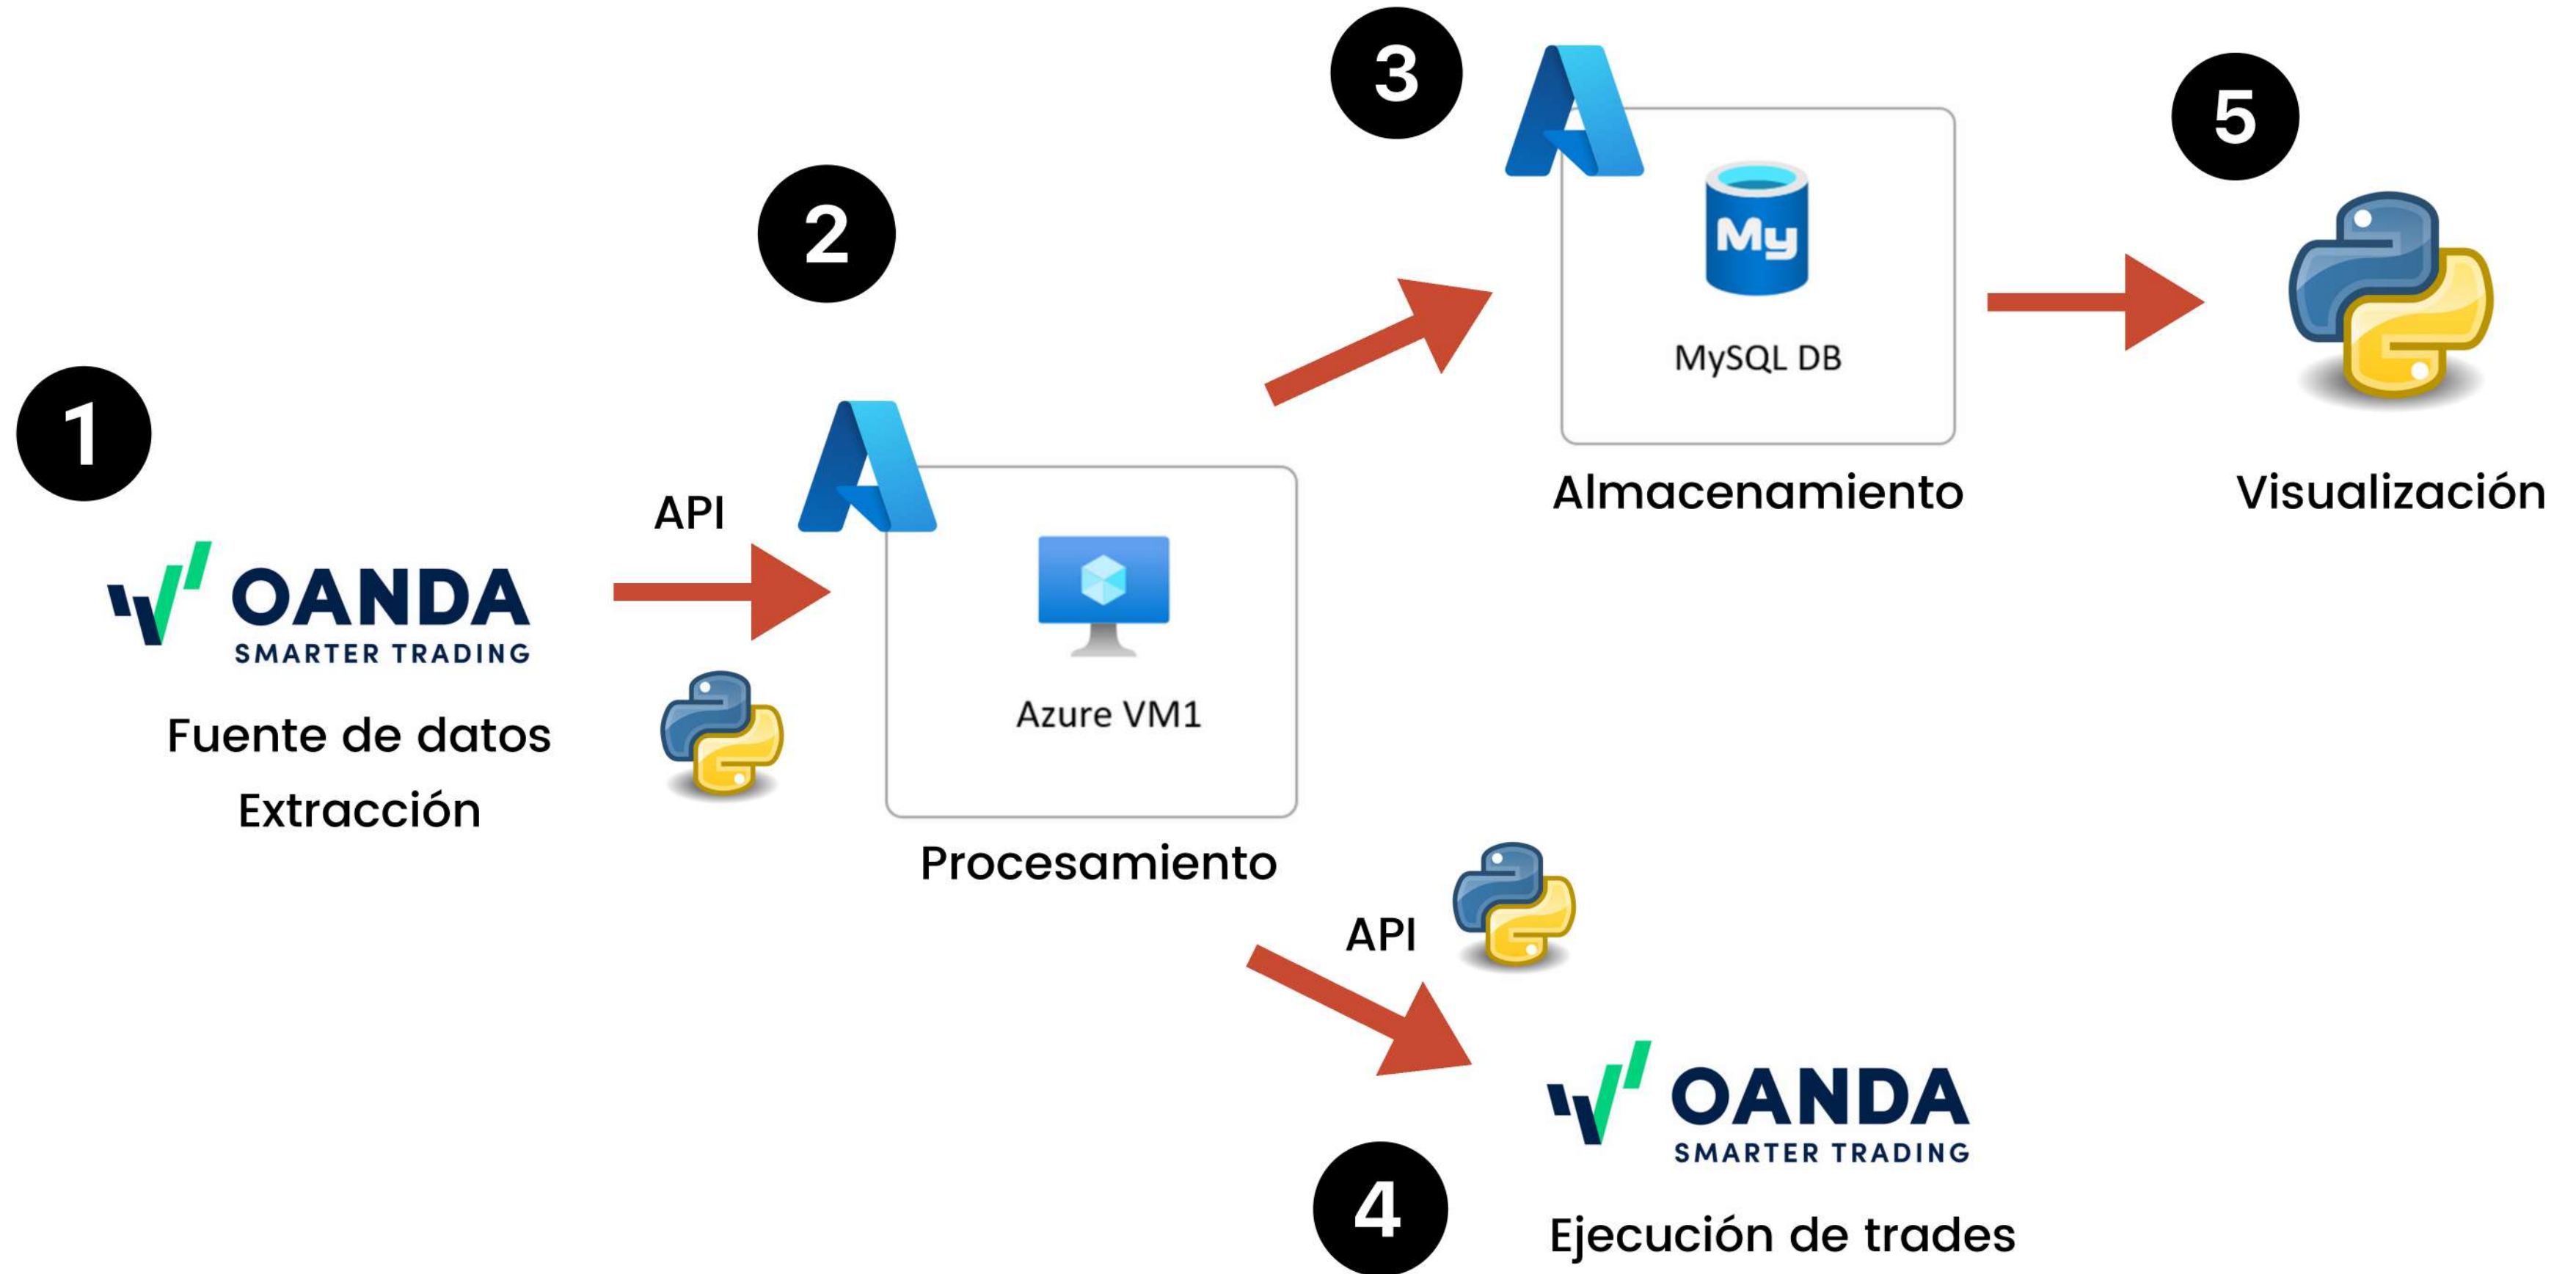 1
OANDA
SMARTER TRADING
Fuente de datos
Extracción
API
2
Azure VM1
Procesamiento
3
My
MySQL DB
Almacenamiento
API
4
OANDA
SMARTER TRADING
Ejecución de trades
5
Visualización